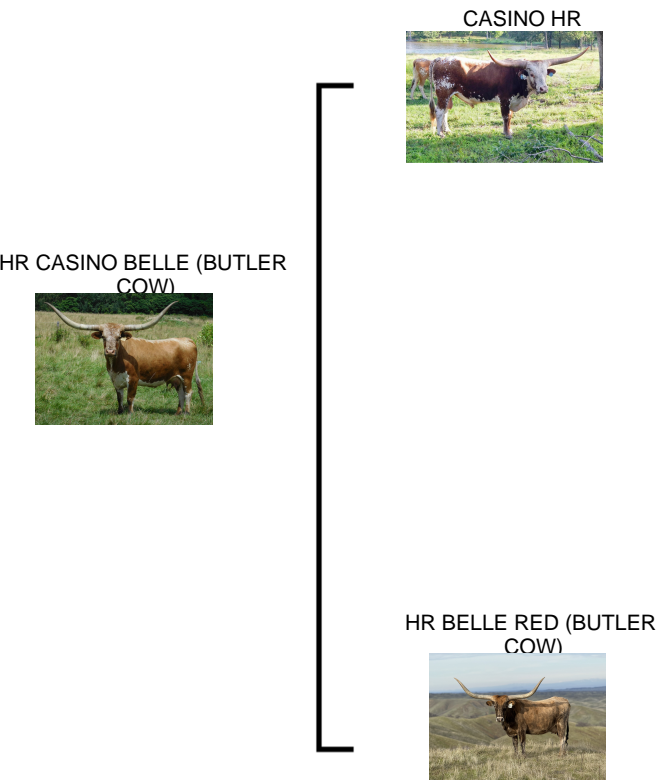 CASINO HR
HR CASINO BELLE (BUTLER
COW)
HR BELLE RED (BUTLER
COW)